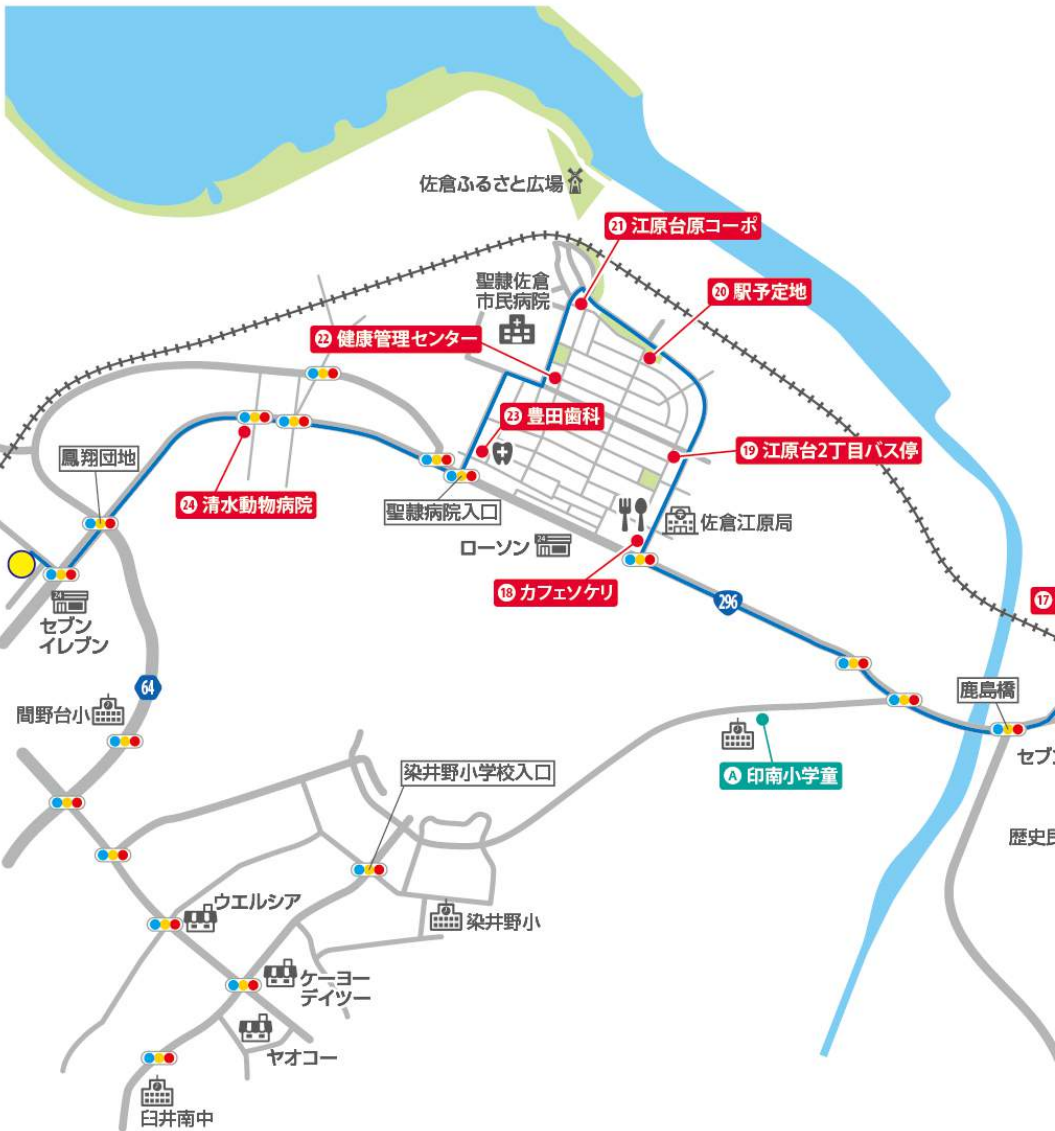 佐倉ふるさと広場
21 江原台原コーポ
聖隷佐倉
市民病院
20 駅予定地
22 健康管理センター
23 豊田歯科
鳳翔団地
19 江原台2丁目バス停
24 清水動物病院
聖隷病院入口
佐倉江原局
ローソン
24
18 カフェソケリ
24
296
17
セブン
イレブン
64
鹿島橋
間野台小
セブ
染井野小学校入口
A 印南小学童
歴史民
ウエルシア
染井野小
ケーヨー
デイツー
ヤオコー
臼井南中